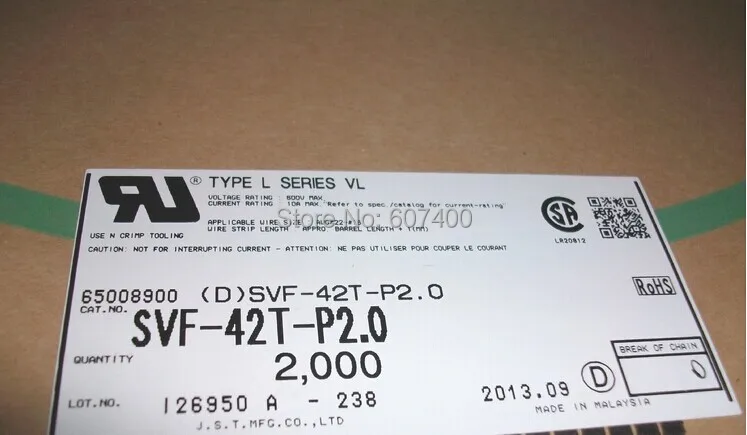 ® TYPE L SERIES VL
VOLTAGE RATING : 600V MAX.
CURRENT RATING : 10A MAX. "Refer to spec./catalog for current-rating"
APPLICABLE WIRE SIZE :
WIRE STRIP LENGTH : APPRO. BARREL LENGTH + 1(MM)
Store No: 607400
USE N CRIMP TOOLING
LR20812
CAUTION: NOT FOR INTERRUPTING CURRENT - ATTENTION: NE PAS UTILISER POUR COUPER LE COURANT
RoHS
65008900 (D)SVF-42T-P2.0
CAT.NO. SVF-42T-P2.0
QUANTITY 2,000
BREAK OF CHAIN
LOT.NO. 126950 A - 238
2013.09 D
MADE IN MALAYSIA
J.S.T.MFG.CO.,LTD